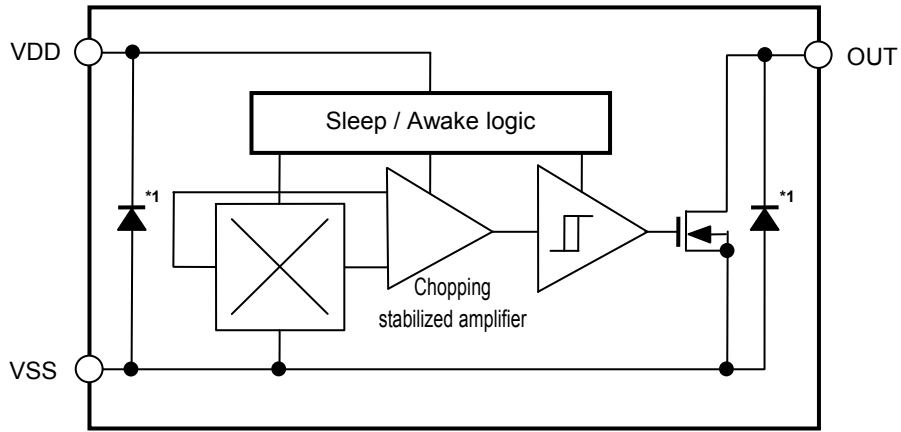 VDD
OUT
Sleep / Awake logic
*1
*1
Chopping
stabilized amplifier
VSS